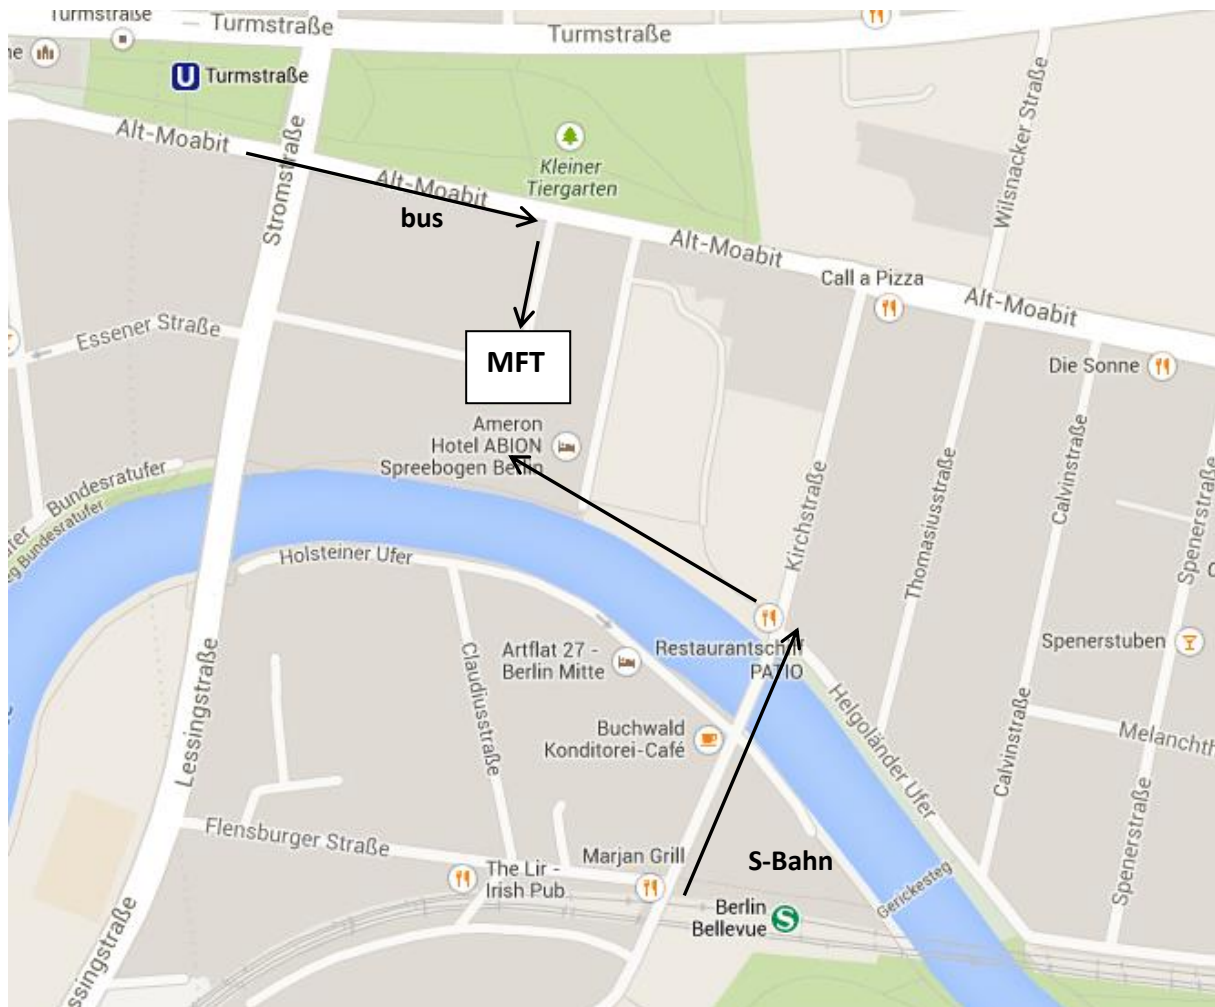 Turmstraße
Turmstraße
Turmstraße
ne
U Turmstraße
Alt-Moabit
Alt-Moabit
bus
Kleiner
Tiergarten
Alt-Moabit
Alt-Moabit
Wilsnacker Straße
Stromstraße
Call a Pizza
Essener Straße
MFT
Die Sonne
Ameron
Hotel ABION
Spreebogen Berlin
Bundesratufer
Kirchstraße
Thomasiusstraße
Calvinstraße
Spenerstraße
Holsteiner Ufer
Artflat 27 -
Berlin Mitte
Restaurantschiff
PATIO
Spenerstuben
Claudiusstraße
Lessingstraße
Buchwald
Konditorei-Café
Helgoländer Ufer
Calvinstraße
Melanchth
Spenerstraße
Flensburger Straße
The Lir -
Irish Pub
Marjan Grill
S-Bahn
Berlin
Bellevue
S
Gerickesteg
Lessingstraße